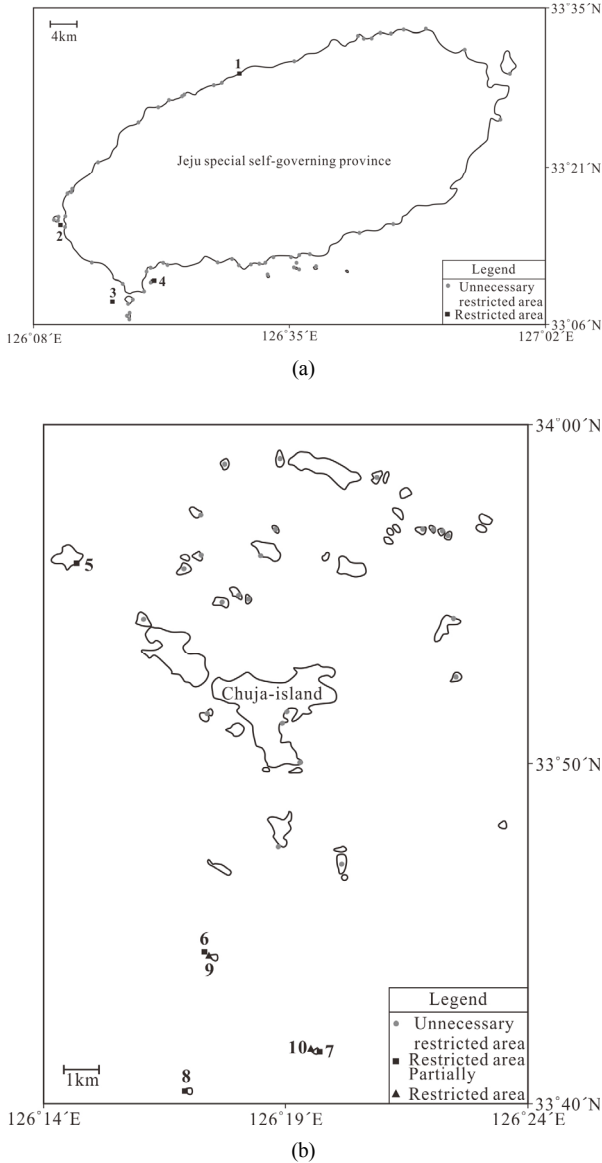 33°35´N
4km
1
Jeju special self-governing province
33°21´N
2
3
4
Legend
Unnecessary
restricted area
Restricted area
33°06´N
126°08´E
126°35´E
127°02´E
(a)
34°00´N
5
Chuja-island
33°50´N
6
9
10
7
8
1km
Legend
Unnecessary
restricted area
Restricted area
Partially
Restricted area
33°40´N
126°14´E
126°19´E
126°24´E
(b)